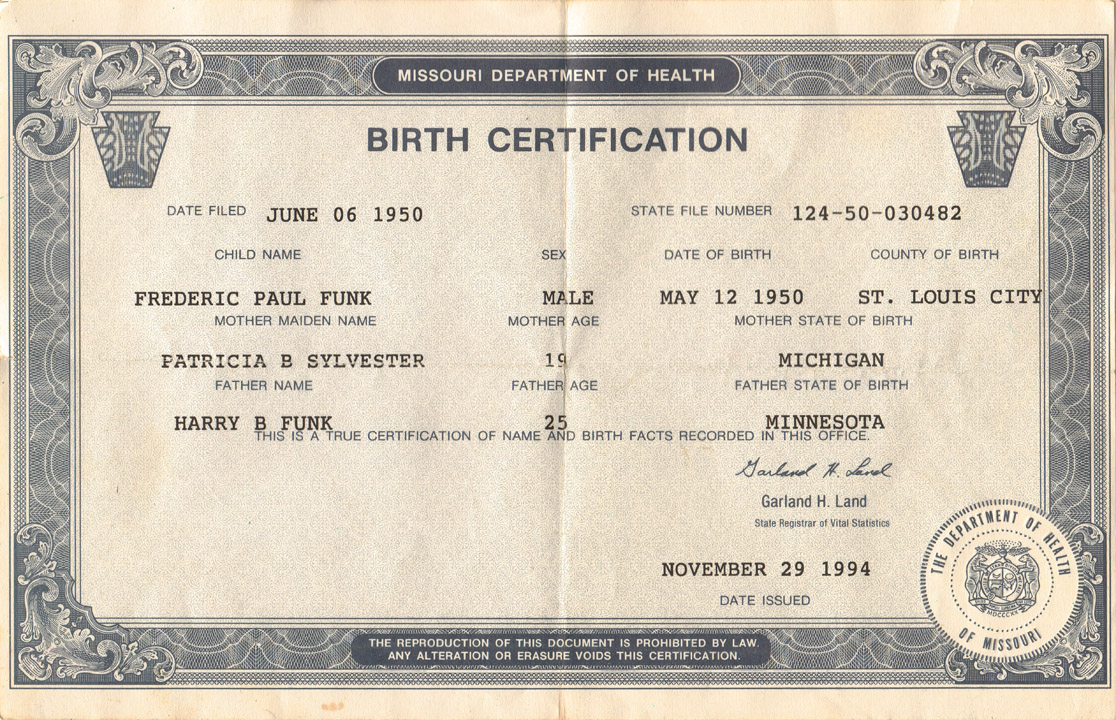 MISSOURI DEPARTMENT OF HEALTH
BIRTH CERTIFICATION
DATE FILED JUNE 06 1950 STATE FILE NUMBER 124-50-030482
CHILD NAME SEX DATE OF BIRTH COUNTY OF BIRTH
FREDERIC PAUL FUNK MALE MAY 12 1950 ST. LOUIS CITY
MOTHER MAIDEN NAME MOTHER AGE MOTHER STATE OF BIRTH
PATRICIA B SYLVESTER 19 MICHIGAN
FATHER NAME FATHER AGE FATHER STATE OF BIRTH
HARRY B FUNK 25 MINNESOTA
THIS IS A TRUE CERTIFICATION OF NAME AND BIRTH FACTS RECORDED IN THIS OFFICE.
Garland H. Land
Garland H. Land
State Registrar of Vital Statistics
NOVEMBER 29 1994
DATE ISSUED
THE DEPARTMENT OF HEALTH
OF MISSOURI
THE REPRODUCTION OF THIS DOCUMENT IS PROHIBITED BY LAW.
ANY ALTERATION OR ERASURE VOIDS THIS CERTIFICATION.